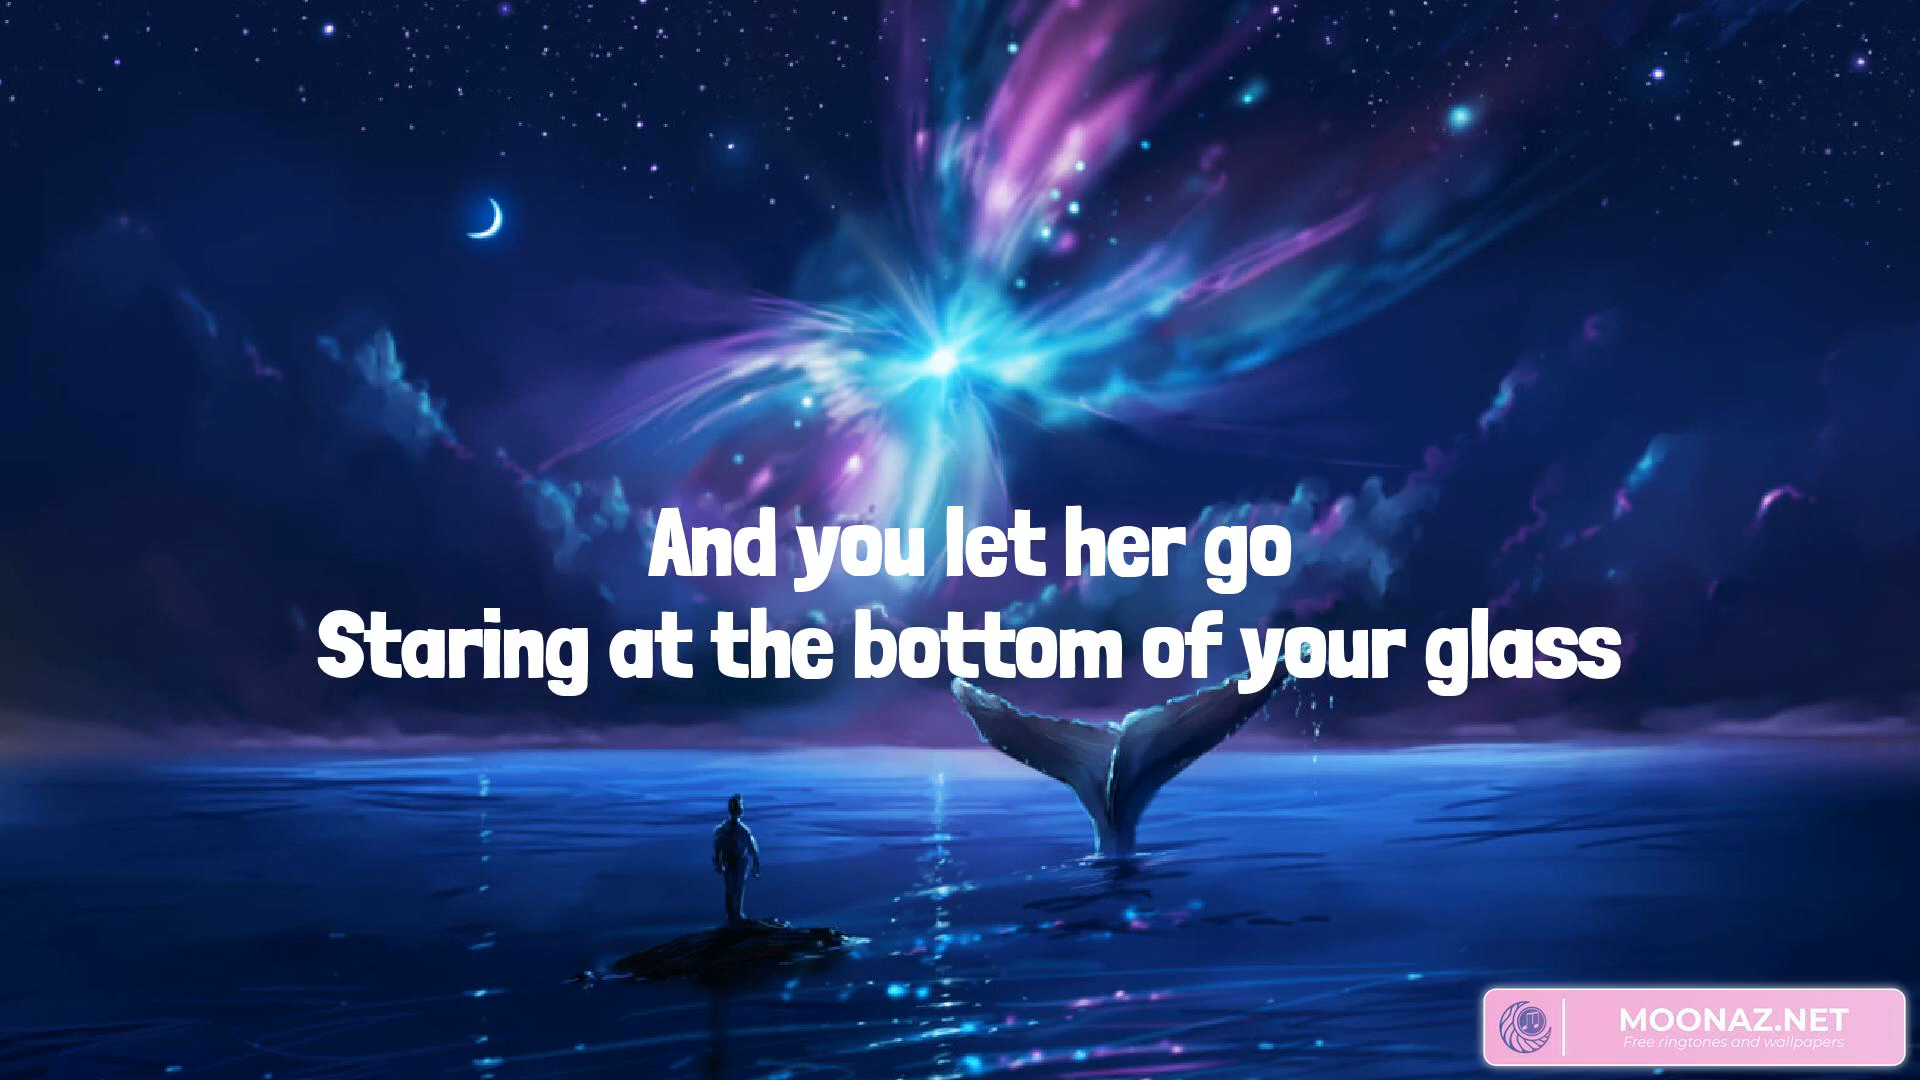 And you let her go
Staring at the bottom of your glass
MOONAZ.NET
Free ringtones and wallpapers